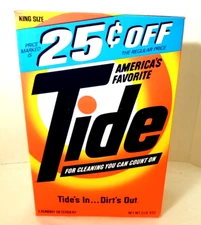 KING SIZE
PRICE MARKED IS
25¢ OFF
THE REGULAR PRICE
AMERICA'S
FAVORITE
Tide
FOR CLEANING YOU CAN COUNT ON
Tide's In...Dirt's Out